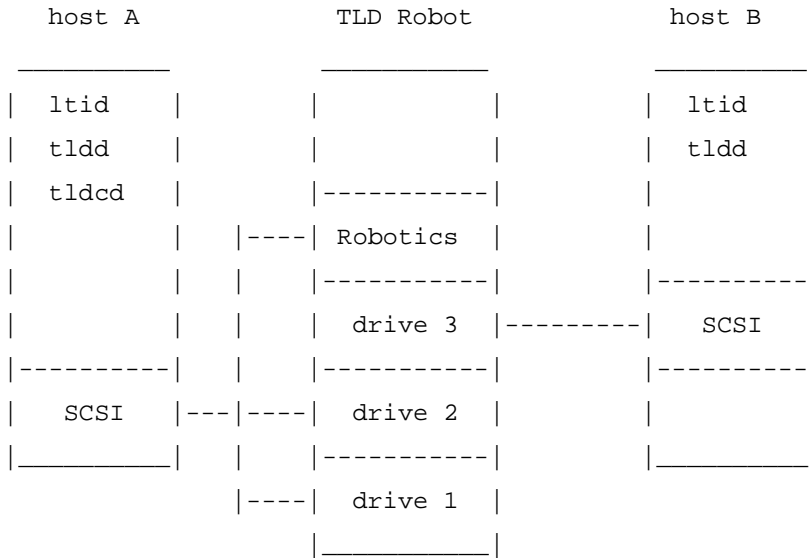 host A TLD Robot host B
ltid ltid
tldd tldd
tldcd
Robotics
drive 3 SCSI
SCSI drive 2
drive 1